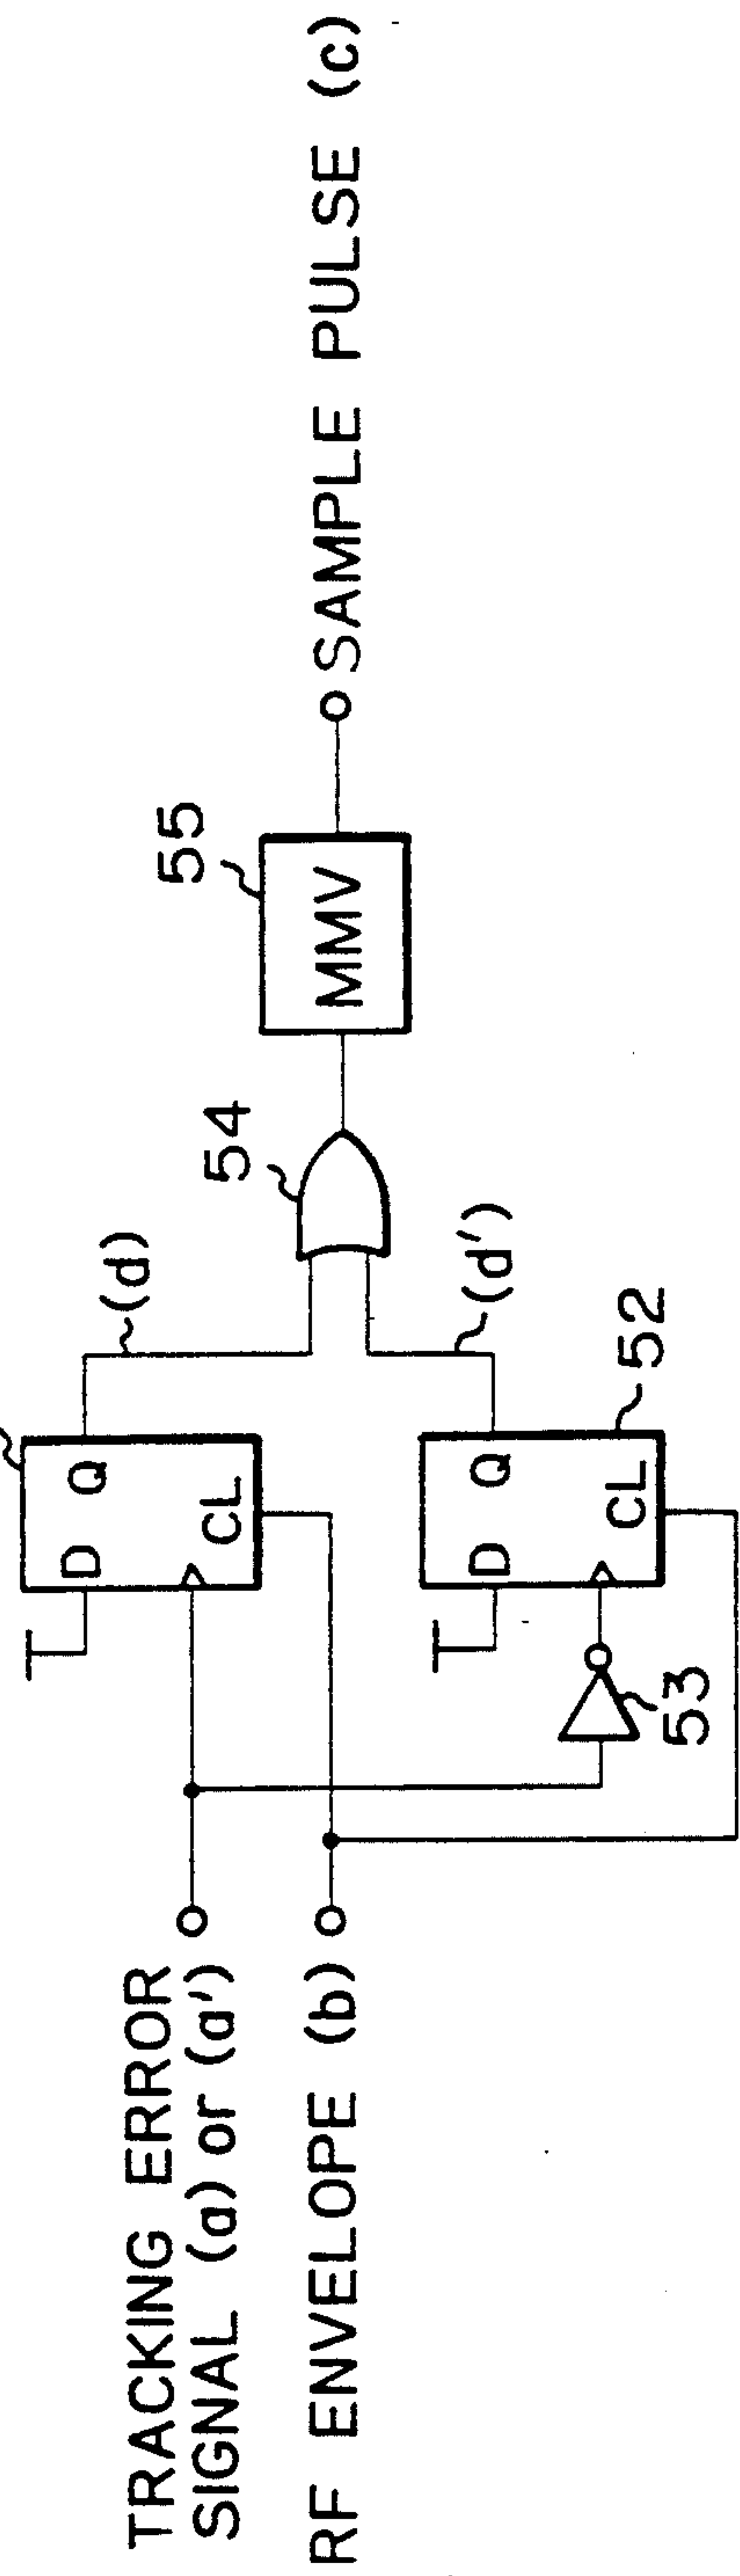 TRACKING ERROR
SIGNAL (a) or (a')
RF ENVELOPE (b)
D
Q
CL
(d)
D
Q
CL
52
53
(d')
54
MMV
55
SAMPLE PULSE (c)